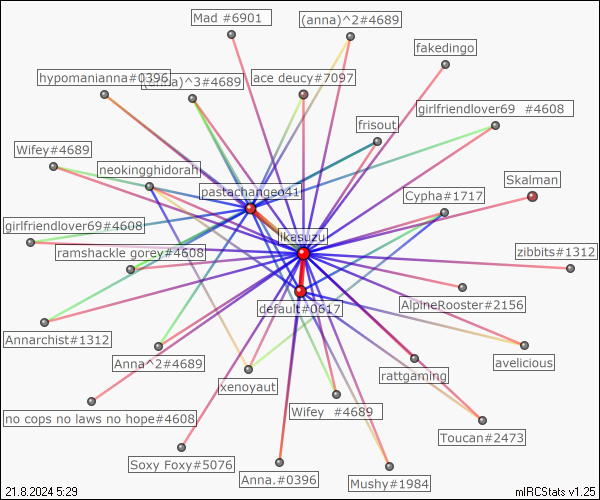 Mad #6901
(anna)^2#4689
fakedingo
hypomanianna#0396
(anna)^3#4689
ace deucy#7097
girlfriendlover69  #4608
frisout
Wifey#4689
neokingghidorah
pastachangeo41
Cypha#1717
Skalman
girlfriendlover69#4608
ikasuzu
ramshackle gorey#4608
zibbits#1312
default#0617
AlpineRooster#2156
Annarchist#1312
Anna^2#4689
avelicious
xenoyaut
rattgaming
no cops no laws no hope#4608
Wifey  #4689
Toucan#2473
Soxy Foxy#5076
Anna.#0396
Mushy#1984
21.8.2024 5:29
mIRCStats v1.25